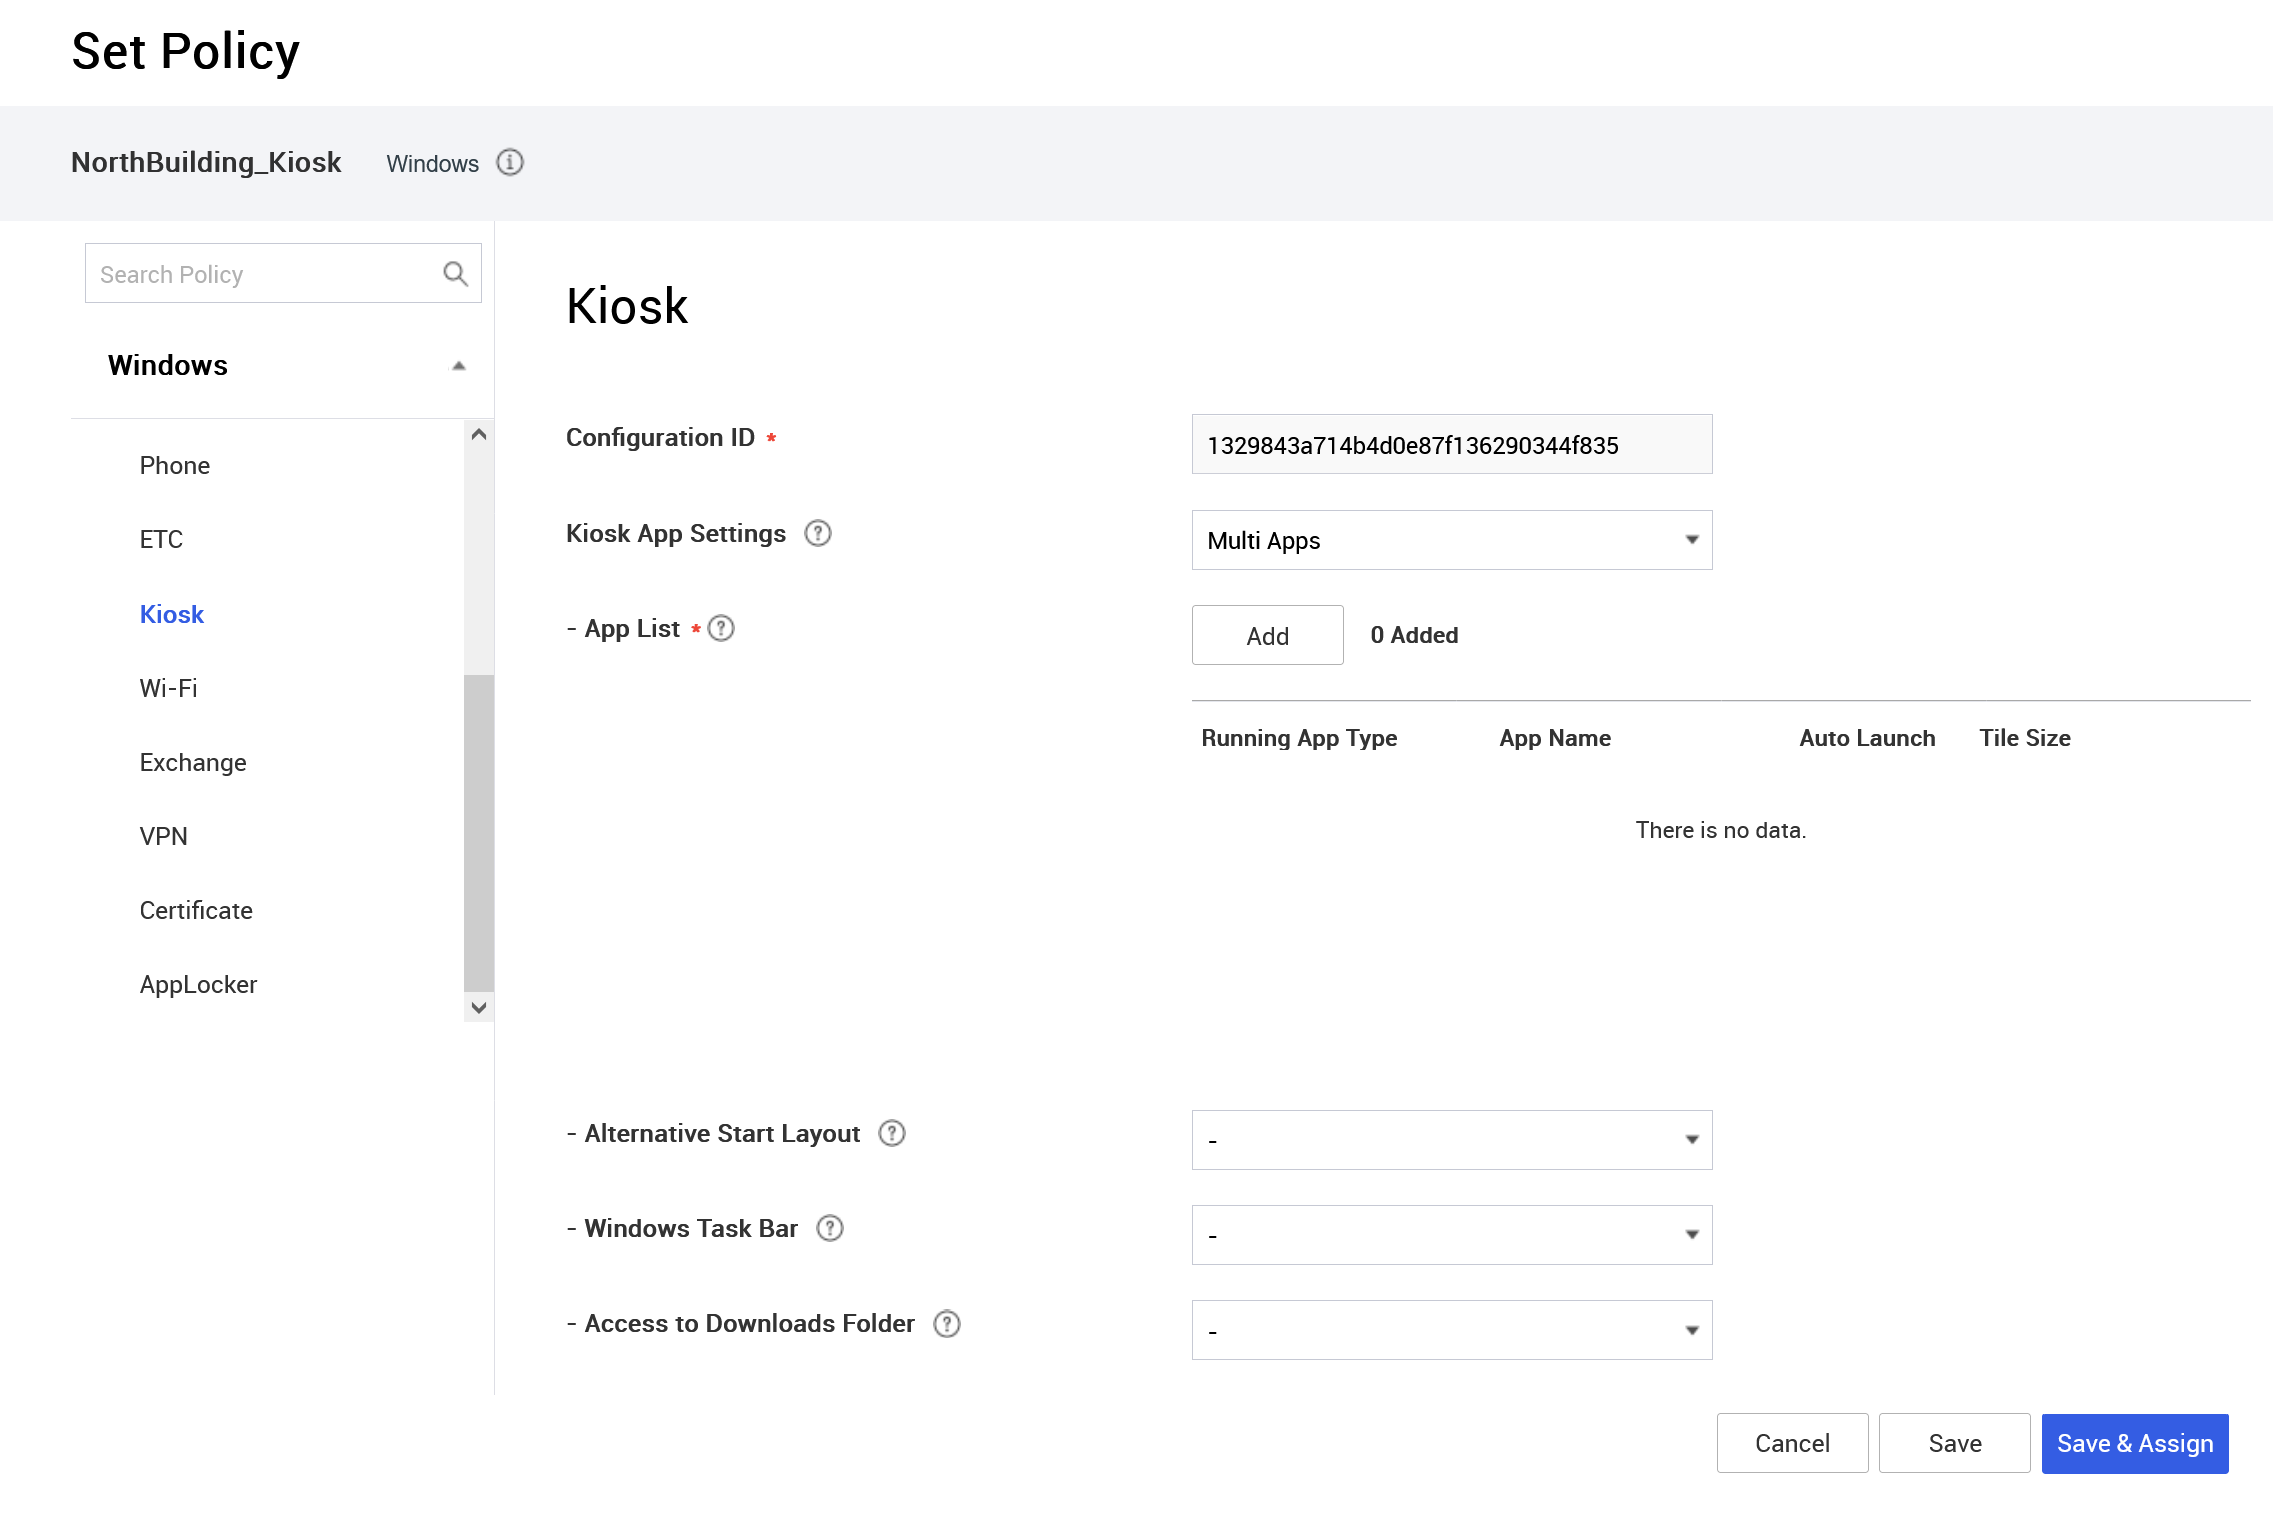 Set Policy
NorthBuilding_Kiosk Windows
Search Policy
Windows
Phone
ETC
Kiosk
Wi-Fi
Exchange
VPN
Certificate
AppLocker
Kiosk
Configuration ID *
1329843a714b4d0e87f136290344f835
Kiosk App Settings ?
Multi Apps
- App List * ?
Add 0 Added
Running App Type App Name Auto Launch Tile Size
There is no data.
- Alternative Start Layout ?
-
- Windows Task Bar ?
-
- Access to Downloads Folder ?
-
Cancel Save Save & Assign